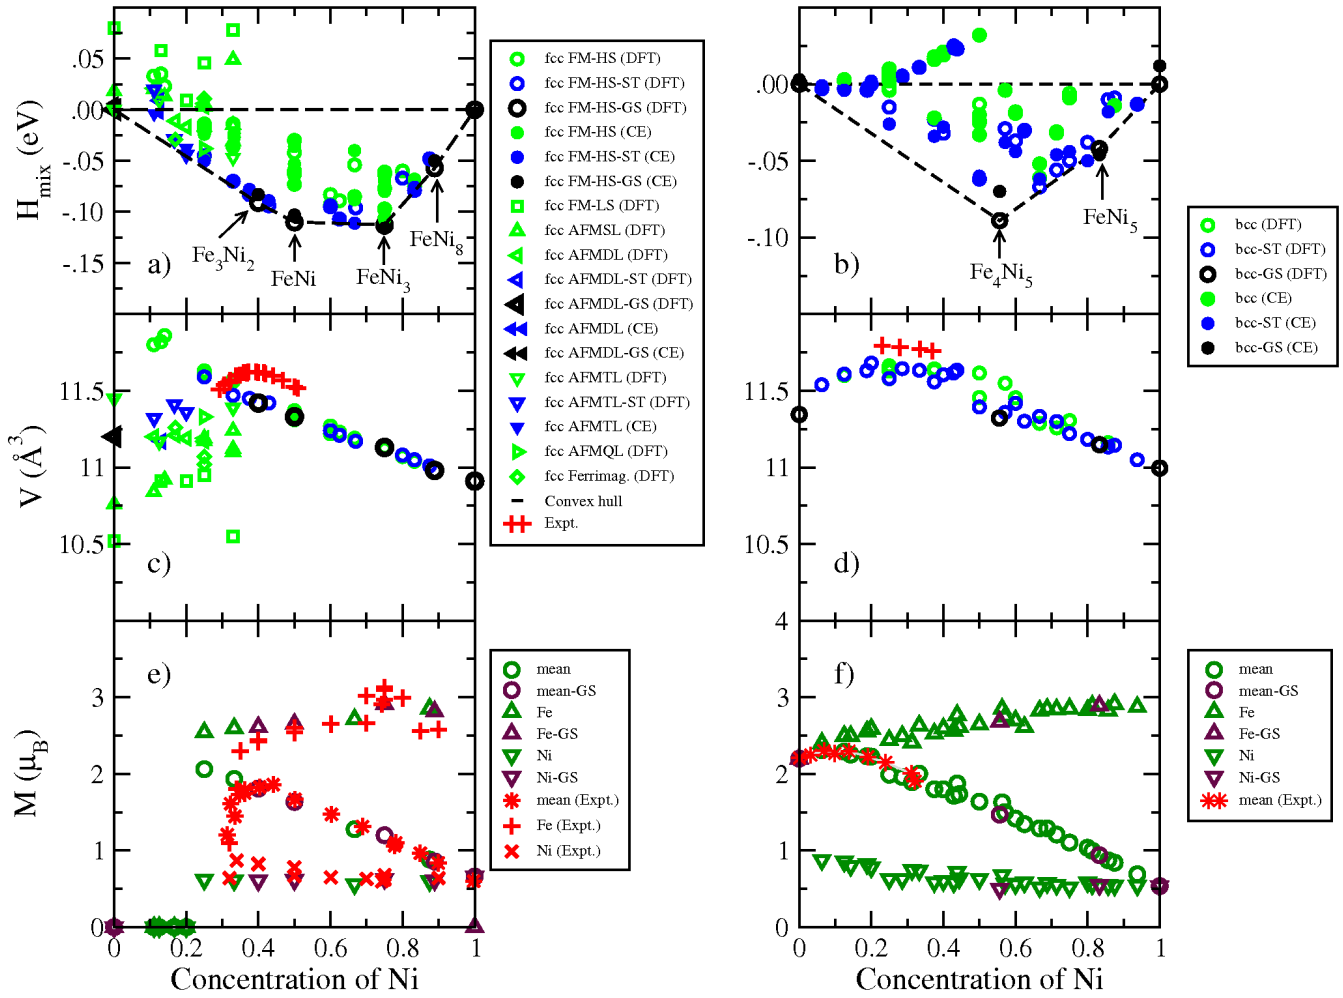 H_mix (eV)
.05
.00
-.05
-.10
-.15
a)
Fe3Ni2
FeNi
FeNi3
FeNi8
fcc FM-HS (DFT)
fcc FM-HS-ST (DFT)
fcc FM-HS-GS (DFT)
fcc FM-HS (CE)
fcc FM-HS-ST (CE)
fcc FM-HS-GS (CE)
fcc FM-LS (DFT)
fcc AFMSL (DFT)
fcc AFMDL (DFT)
fcc AFMDL-ST (DFT)
fcc AFMDL-GS (DFT)
fcc AFMDL (CE)
fcc AFMDL-GS (CE)
fcc AFMTL (DFT)
fcc AFMTL-ST (DFT)
fcc AFMTL (CE)
fcc AFMQL (DFT)
fcc Ferrimag. (DFT)
Convex hull
Expt.
.00
-.05
-.10
b)
Fe4Ni5
FeNi5
bcc (DFT)
bcc-ST (DFT)
bcc-GS (DFT)
bcc (CE)
bcc-ST (CE)
bcc-GS (CE)
V (Å³)
11.5
11
10.5
c)
11.5
11
10.5
4
d)
M (μB)
3
2
1
0
e)
0
0.2
0.4
0.6
0.8
1
Concentration of Ni
mean
mean-GS
Fe
Fe-GS
Ni
Ni-GS
mean (Expt.)
Fe (Expt.)
Ni (Expt.)
3
2
1
0
f)
0
0.2
0.4
0.6
0.8
1
Concentration of Ni
mean
mean-GS
Fe
Fe-GS
Ni
Ni-GS
mean (Expt.)